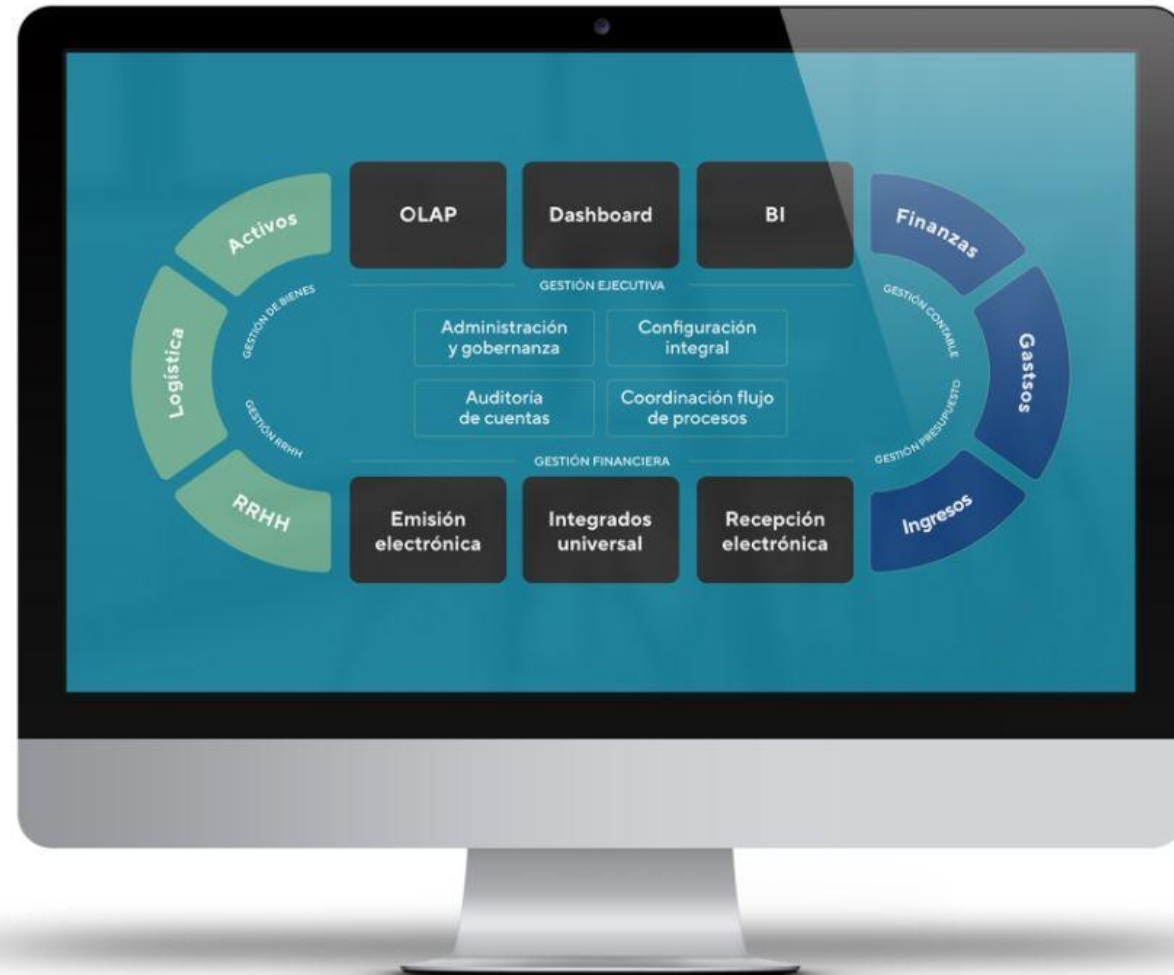 OLAP
Dashboard
BI
Activos
Logística
RRHH
GESTIÓN DE BIENES
GESTIÓN RRHH
GESTIÓN EJECUTIVA
Administración
y gobernanza
Configuración
integral
Auditoría
de cuentas
Coordinación flujo
de procesos
GESTIÓN FINANCIERA
Emisión
electrónica
Integrados
universal
Recepción
electrónica
GESTIÓN CONTABLE
GESTIÓN PRESUPUESTO
Finanzas
Gastsos
Ingresos